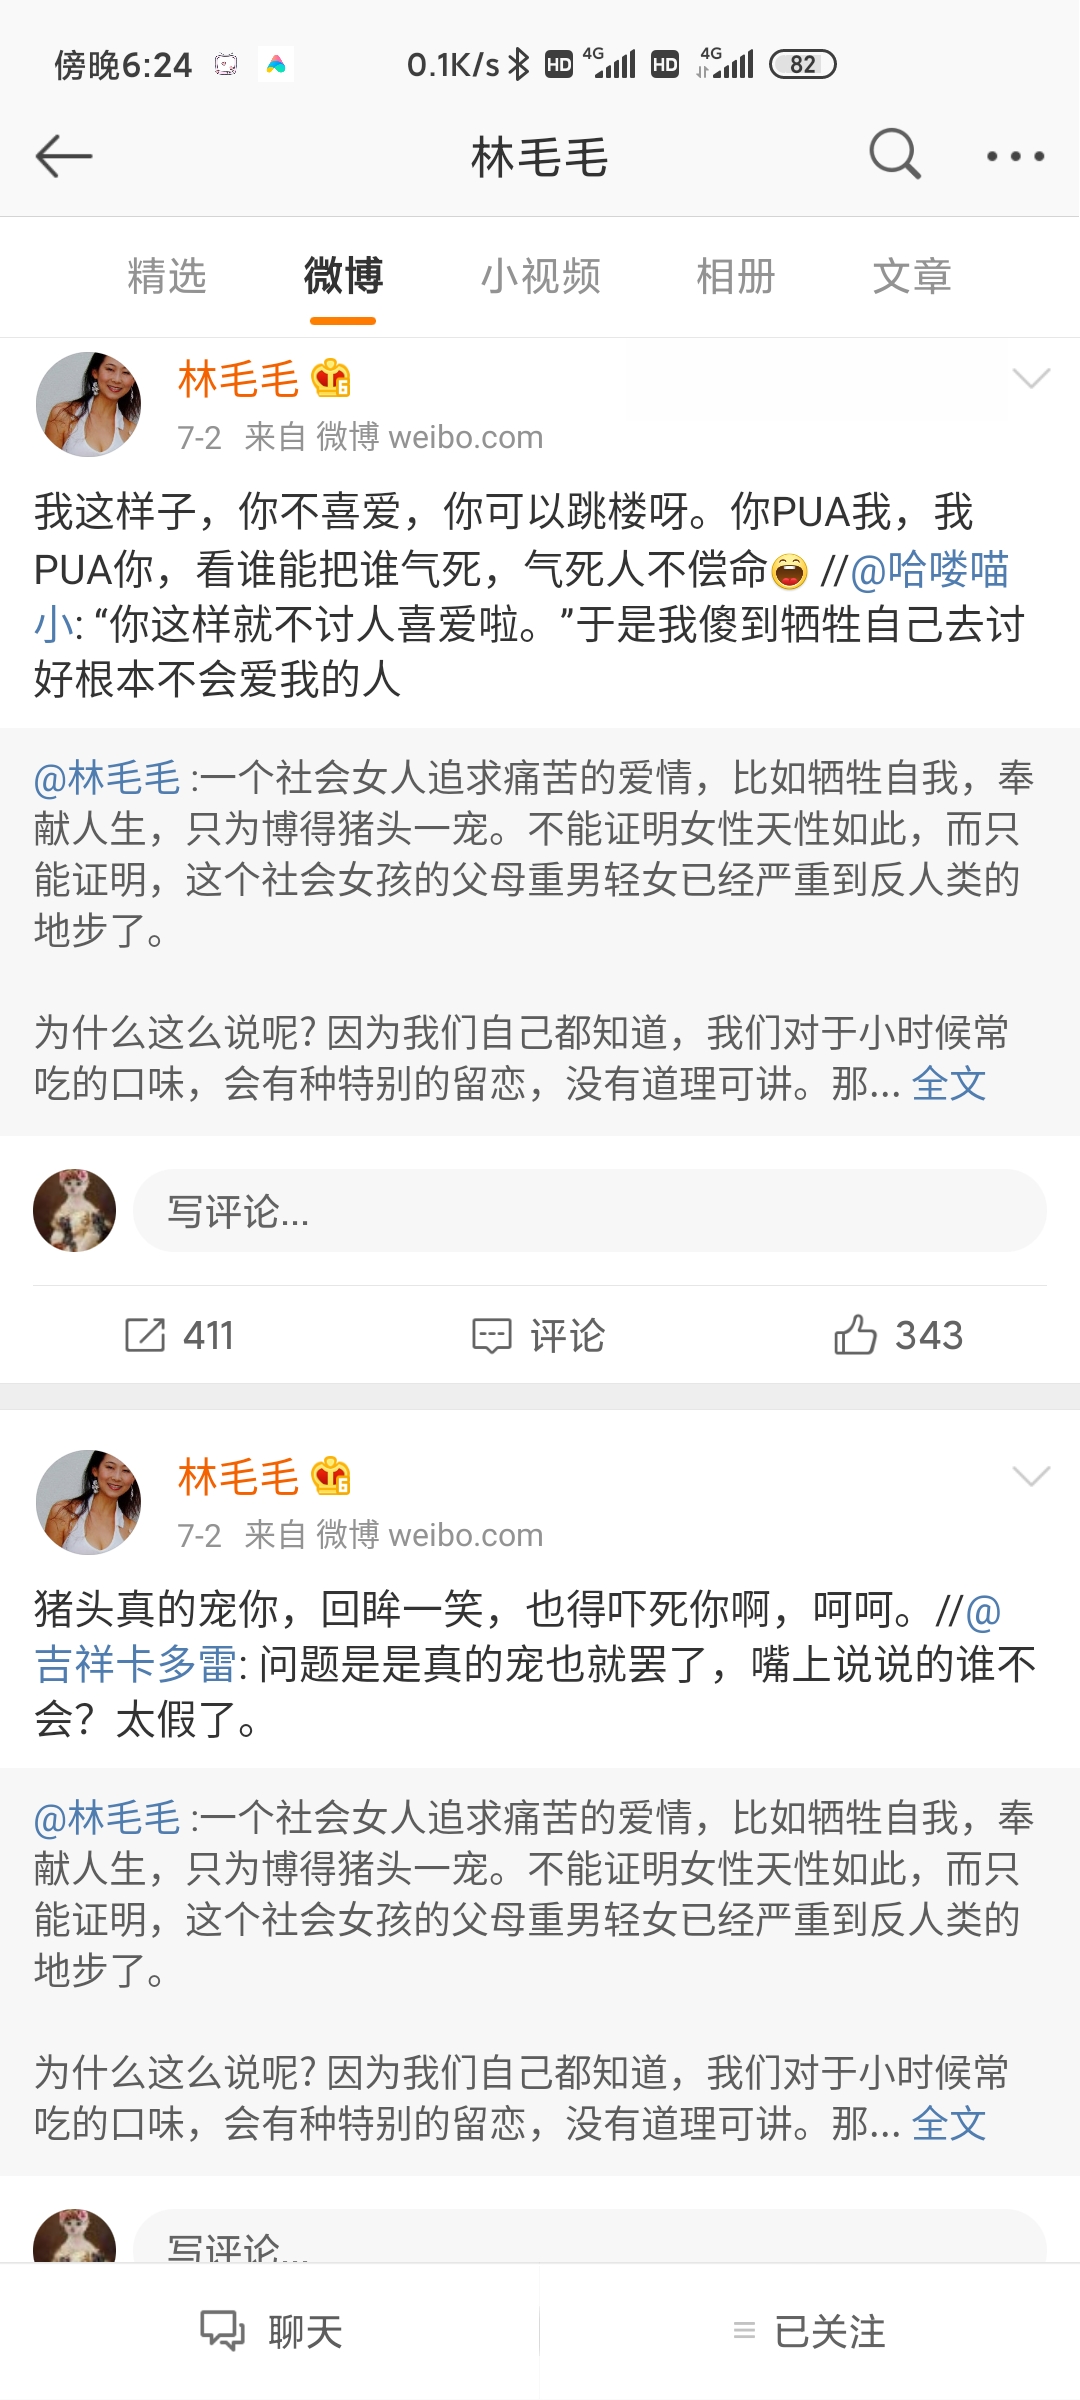 傍晚6:24 0.1K/s HD 4G HD 4G 82
林毛毛
精选 微博 小视频 相册 文章
林毛毛 6
7-2 来自 微博 weibo.com
我这样子，你不喜爱，你可以跳楼呀。你PUA我，我
PUA你，看谁能把谁气死，气死人不偿命😄 //@哈喽喵
小: “你这样就不讨人喜爱啦。”于是我傻到牺牲自己去讨
好根本不会爱我的人
@林毛毛 :一个社会女人追求痛苦的爱情，比如牺牲自我，奉
献人生，只为博得猪头一宠。不能证明女性天性如此，而只
能证明，这个社会女孩的父母重男轻女已经严重到反人类的
地步了。
为什么这么说呢? 因为我们自己都知道，我们对于小时候常
吃的口味，会有种特别的留恋，没有道理可讲。那... 全文
写评论...
411 评论 343
林毛毛 6
7-2 来自 微博 weibo.com
猪头真的宠你，回眸一笑，也得吓死你啊，呵呵。//@
吉祥卡多雷: 问题是是真的宠也就罢了，嘴上说说的谁不
会？太假了。
@林毛毛 :一个社会女人追求痛苦的爱情，比如牺牲自我，奉
献人生，只为博得猪头一宠。不能证明女性天性如此，而只
能证明，这个社会女孩的父母重男轻女已经严重到反人类的
地步了。
为什么这么说呢? 因为我们自己都知道，我们对于小时候常
吃的口味，会有种特别的留恋，没有道理可讲。那... 全文
写评论...
聊天 已关注